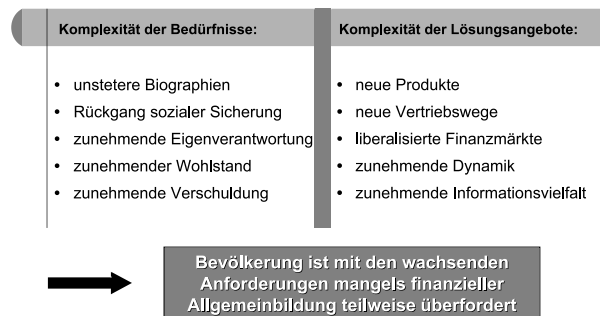 Komplexität der Bedürfnisse:
• unstetere Biographien
• Rückgang sozialer Sicherung
• zunehmende Eigenverantwortung
• zunehmender Wohlstand
• zunehmende Verschuldung
Komplexität der Lösungsangebote:
• neue Produkte
• neue Vertriebswege
• liberalisierte Finanzmärkte
• zunehmende Dynamik
• zunehmende Informationsvielfalt
Bevölkerung ist mit den wachsenden
Anforderungen mangels finanzieller
Allgemeinbildung teilweise überfordert